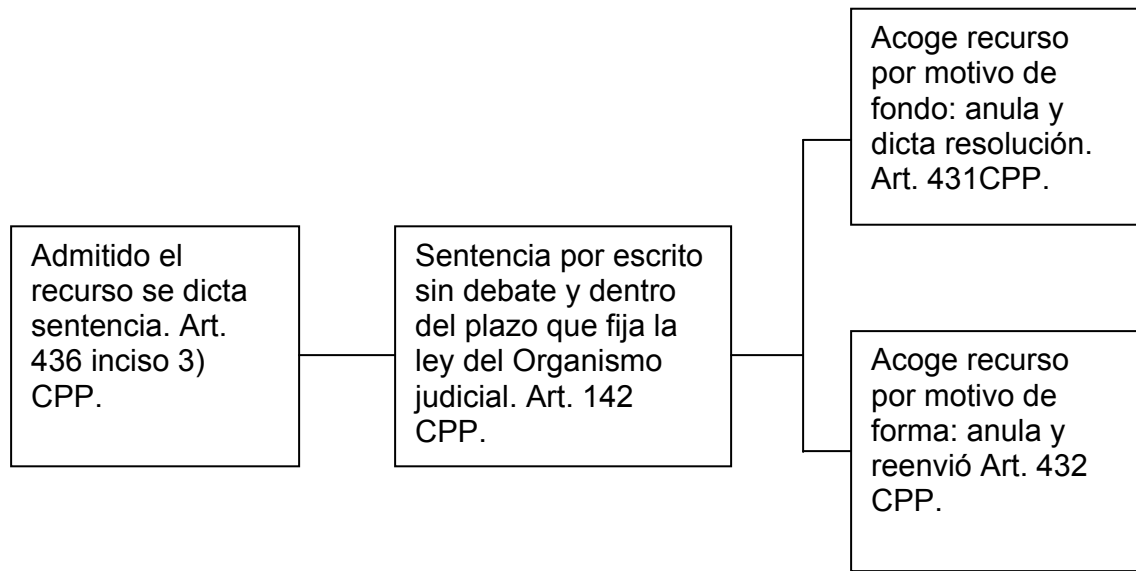 Admitido el
recurso se dicta
sentencia. Art.
436 inciso 3)
CPP.
Sentencia por escrito
sin debate y dentro
del plazo que fija la
ley del Organismo
judicial. Art. 142
CPP.
Acoge recurso
por motivo de
fondo: anula y
dicta resolución.
Art. 431CPP.
Acoge recurso
por motivo de
forma: anula y
reenvió Art. 432
CPP.